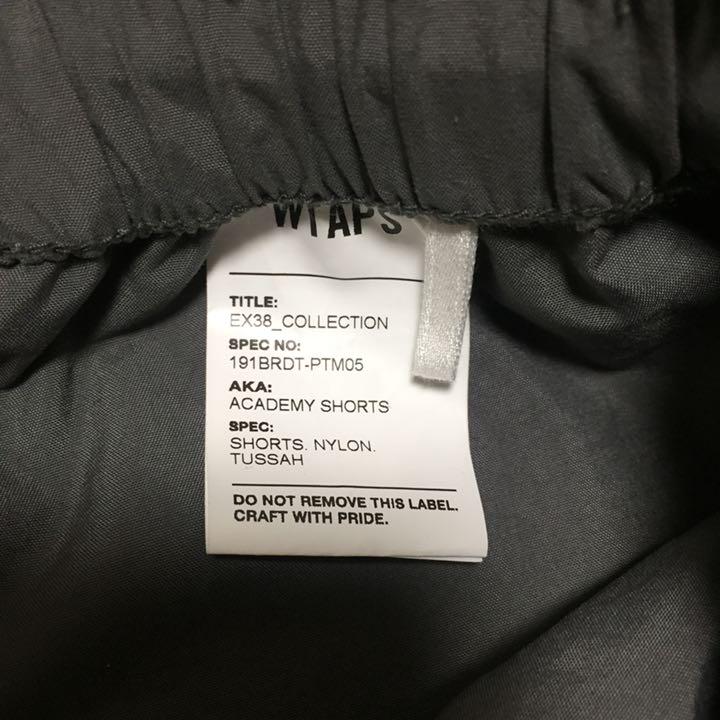 WTAPS
TITLE:
EX38_COLLECTION
SPEC NO:
191BRDT-PTM05
AKA:
ACADEMY SHORTS
SPEC:
SHORTS. NYLON.
TUSSAH
DO NOT REMOVE THIS LABEL.
CRAFT WITH PRIDE.